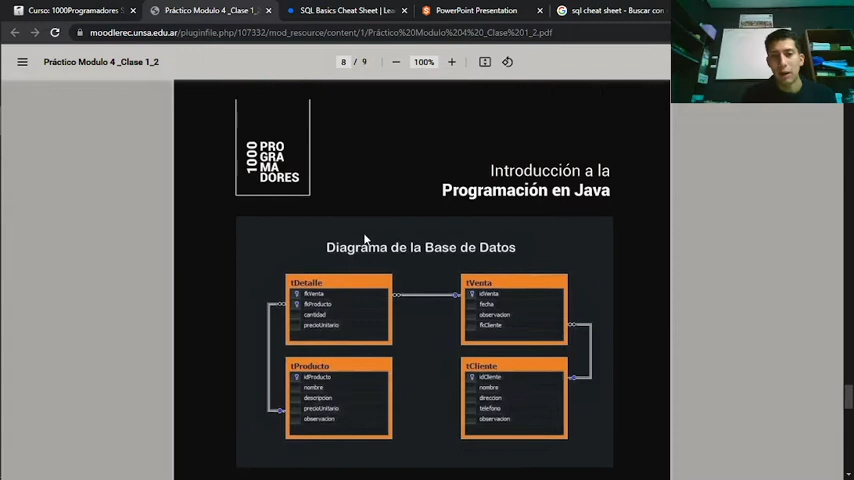 Curso: 1000Programadores S
Práctico Modulo 4 _Clase 1_2.
SQL Basics Cheat Sheet | Lea
PowerPoint Presentation
sql cheat sheet - Buscar con
moodlerec.unsa.edu.ar/pluginfile.php/107332/mod_resource/content/1/Práctico%20Modulo%204%20_Clase%201_2.pdf
Práctico Modulo 4 _Clase 1_2
8 / 9
100%
1000
PRO
GRA
MA
DORES
Introducción a la
Programación en Java
Diagrama de la Base de Datos
tDetalle
fkVenta
fkProducto
cantidad
precioUnitario
tVenta
idVenta
fecha
observacion
fkCliente
tProducto
idProducto
nombre
descripcion
precioUnitario
observacion
tCliente
idCliente
nombre
direccion
telefono
observacion